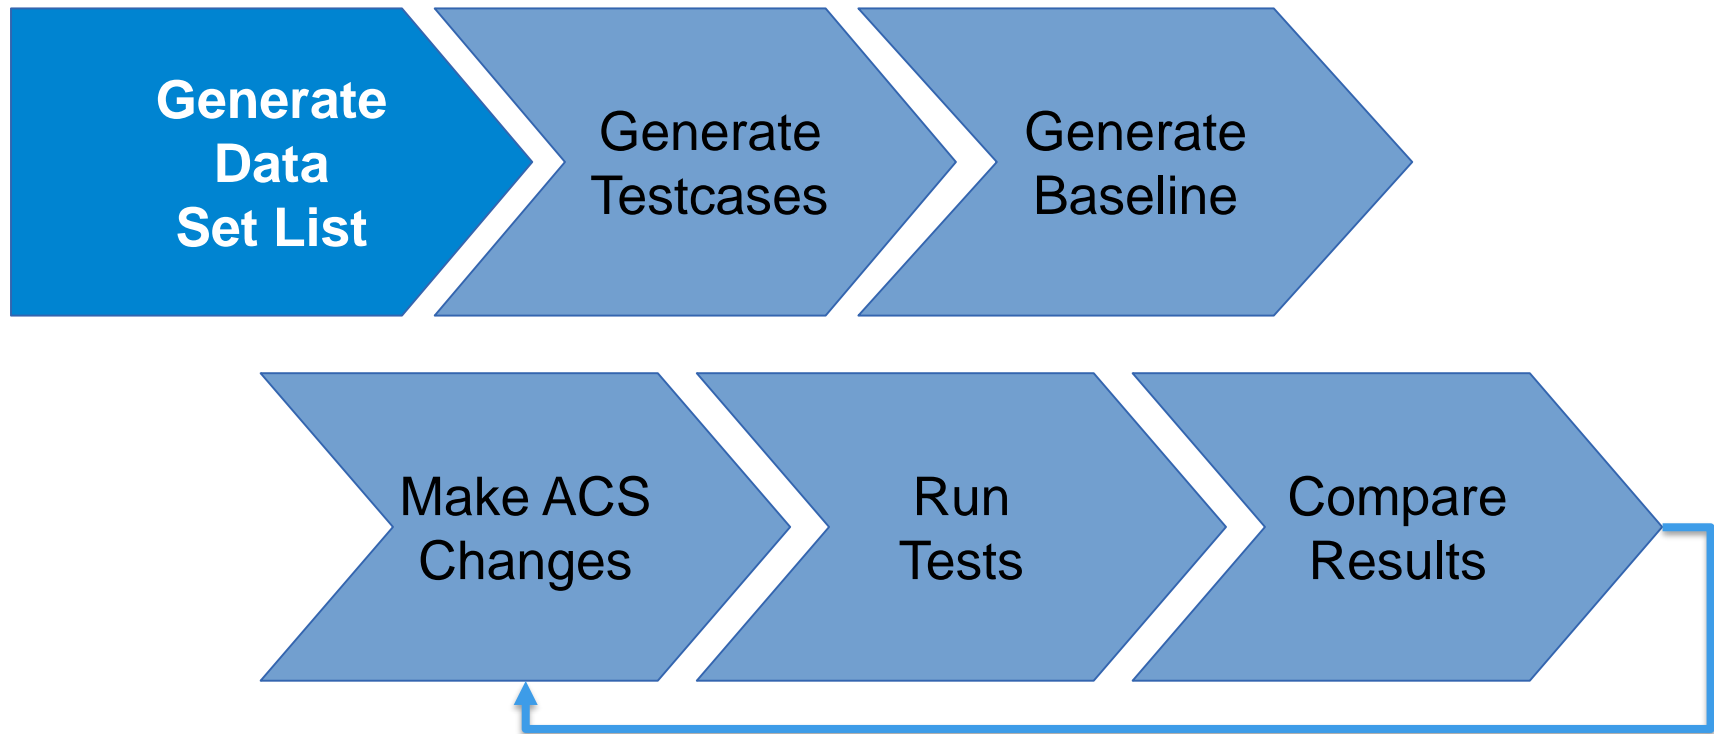 Generate
Data
Set List
Generate
Testcases
Generate
Baseline
Make ACS
Changes
Run
Tests
Compare
Results